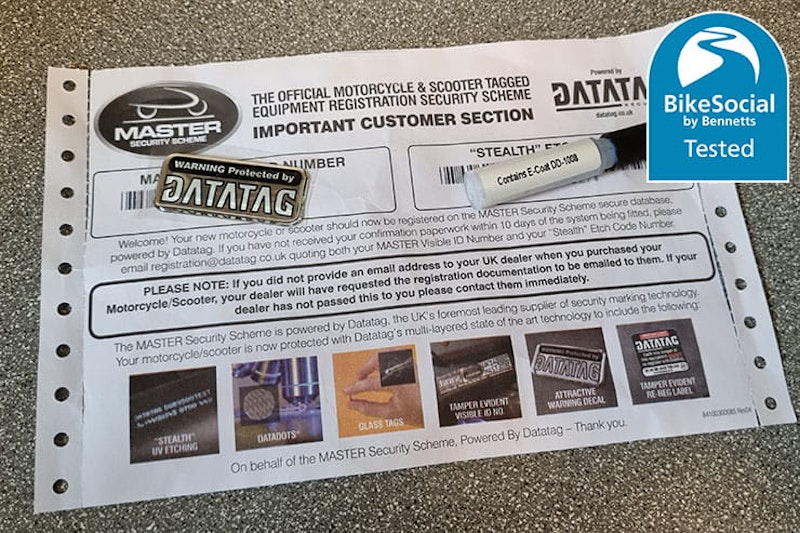 MASTER
SECURITY SCHEME
THE OFFICIAL MOTORCYCLE & SCOOTER TAGGED
EQUIPMENT REGISTRATION SECURITY SCHEME
IMPORTANT CUSTOMER SECTION
Powered by
DATATAG
datatag.co.uk
BikeSocial
by Bennetts
Tested
MA
NUMBER
"STEALTH" ETC
WARNING Protected by
DATATAG
Contains E-Coat DD-1008
Welcome! Your new motorcycle or scooter should now be registered on the MASTER Security Scheme secure database,
powered by Datatag. If you have not received your confirmation paperwork within 10 days of the system being fitted, please
email registration@datatag.co.uk quoting both your MASTER Visible ID Number and your "Stealth" Etch Code Number.
PLEASE NOTE: If you did not provide an email address to your UK dealer when you purchased your
Motorcycle/Scooter, your dealer will have requested the registration documentation to be emailed to them. If your
dealer has not passed this to you please contact them immediately.
The MASTER Security Scheme is powered by Datatag, the UK's foremost leading supplier of security marking technology.
Your motorcycle/scooter is now protected with Datatag's multi-layered state of the art technology to include the following:
"STEALTH"
UV ETCHING
DATADOTS®
GLASS TAGS
TAMPER EVIDENT
VISIBLE ID NO.
WARNING Protected by
DATATAG
ATTRACTIVE
WARNING DECAL
DATATAG
TAMPER EVIDENT
RE-REG LABEL
On behalf of the MASTER Security Scheme, Powered By Datatag – Thank you.